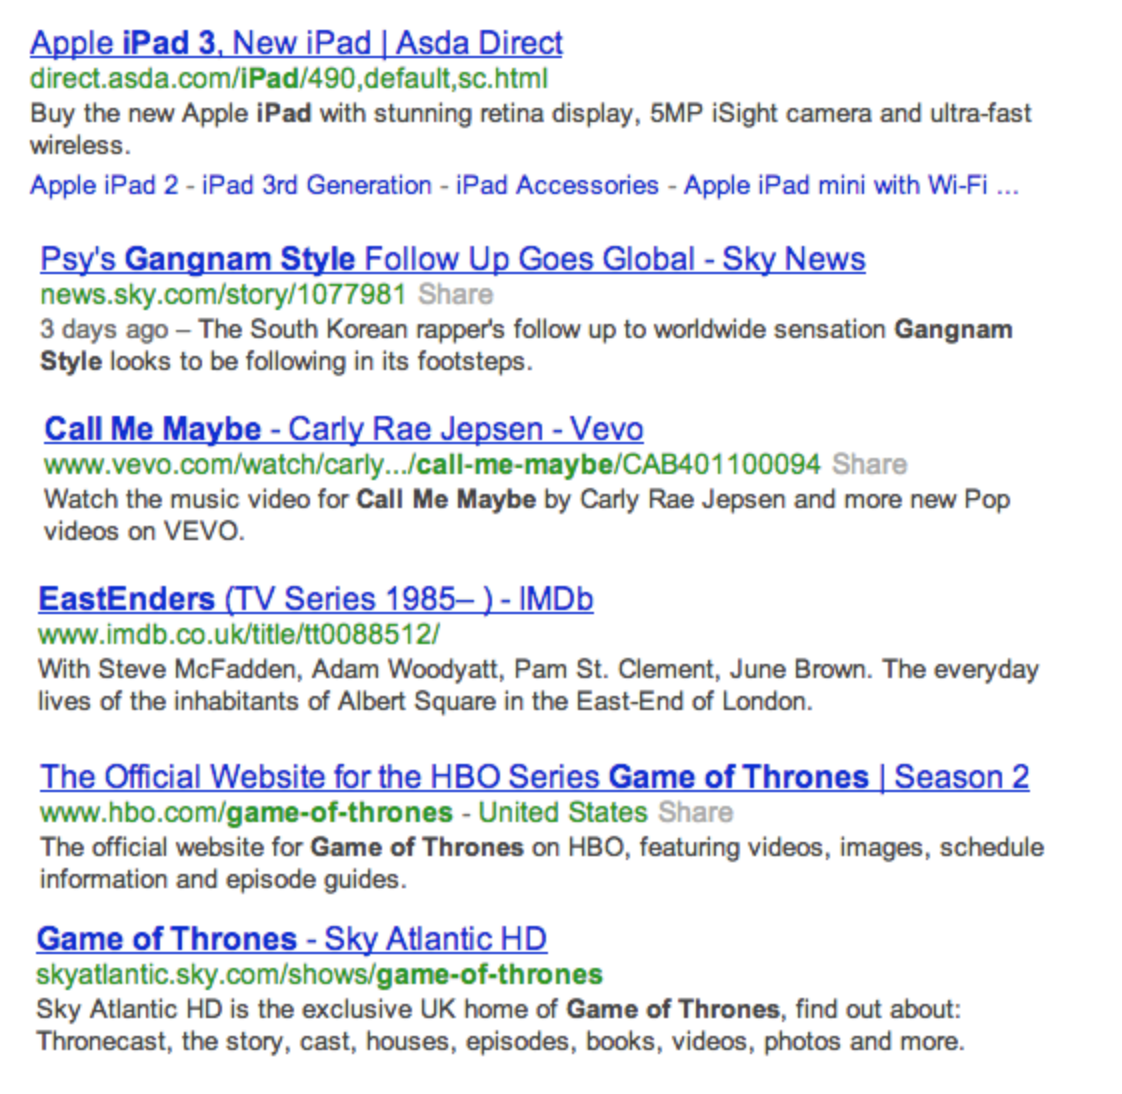 Apple iPad 3, New iPad | Asda Direct
direct.asda.com/iPad/490,default,sc.html
Buy the new Apple iPad with stunning retina display, 5MP iSight camera and ultra-fast
wireless.
Apple iPad 2 - iPad 3rd Generation - iPad Accessories - Apple iPad mini with Wi-Fi ...
Psy's Gangnam Style Follow Up Goes Global - Sky News
news.sky.com/story/1077981 Share
3 days ago – The South Korean rapper's follow up to worldwide sensation Gangnam
Style looks to be following in its footsteps.
Call Me Maybe - Carly Rae Jepsen - Vevo
www.vevo.com/watch/carly.../call-me-maybe/CAB401100094 Share
Watch the music video for Call Me Maybe by Carly Rae Jepsen and more new Pop
videos on VEVO.
EastEnders (TV Series 1985– ) - IMDb
www.imdb.co.uk/title/tt0088512/
With Steve McFadden, Adam Woodyatt, Pam St. Clement, June Brown. The everyday
lives of the inhabitants of Albert Square in the East-End of London.
The Official Website for the HBO Series Game of Thrones | Season 2
www.hbo.com/game-of-thrones - United States Share
The official website for Game of Thrones on HBO, featuring videos, images, schedule
information and episode guides.
Game of Thrones - Sky Atlantic HD
skyatlantic.sky.com/shows/game-of-thrones
Sky Atlantic HD is the exclusive UK home of Game of Thrones, find out about:
Thronecast, the story, cast, houses, episodes, books, videos, photos and more.